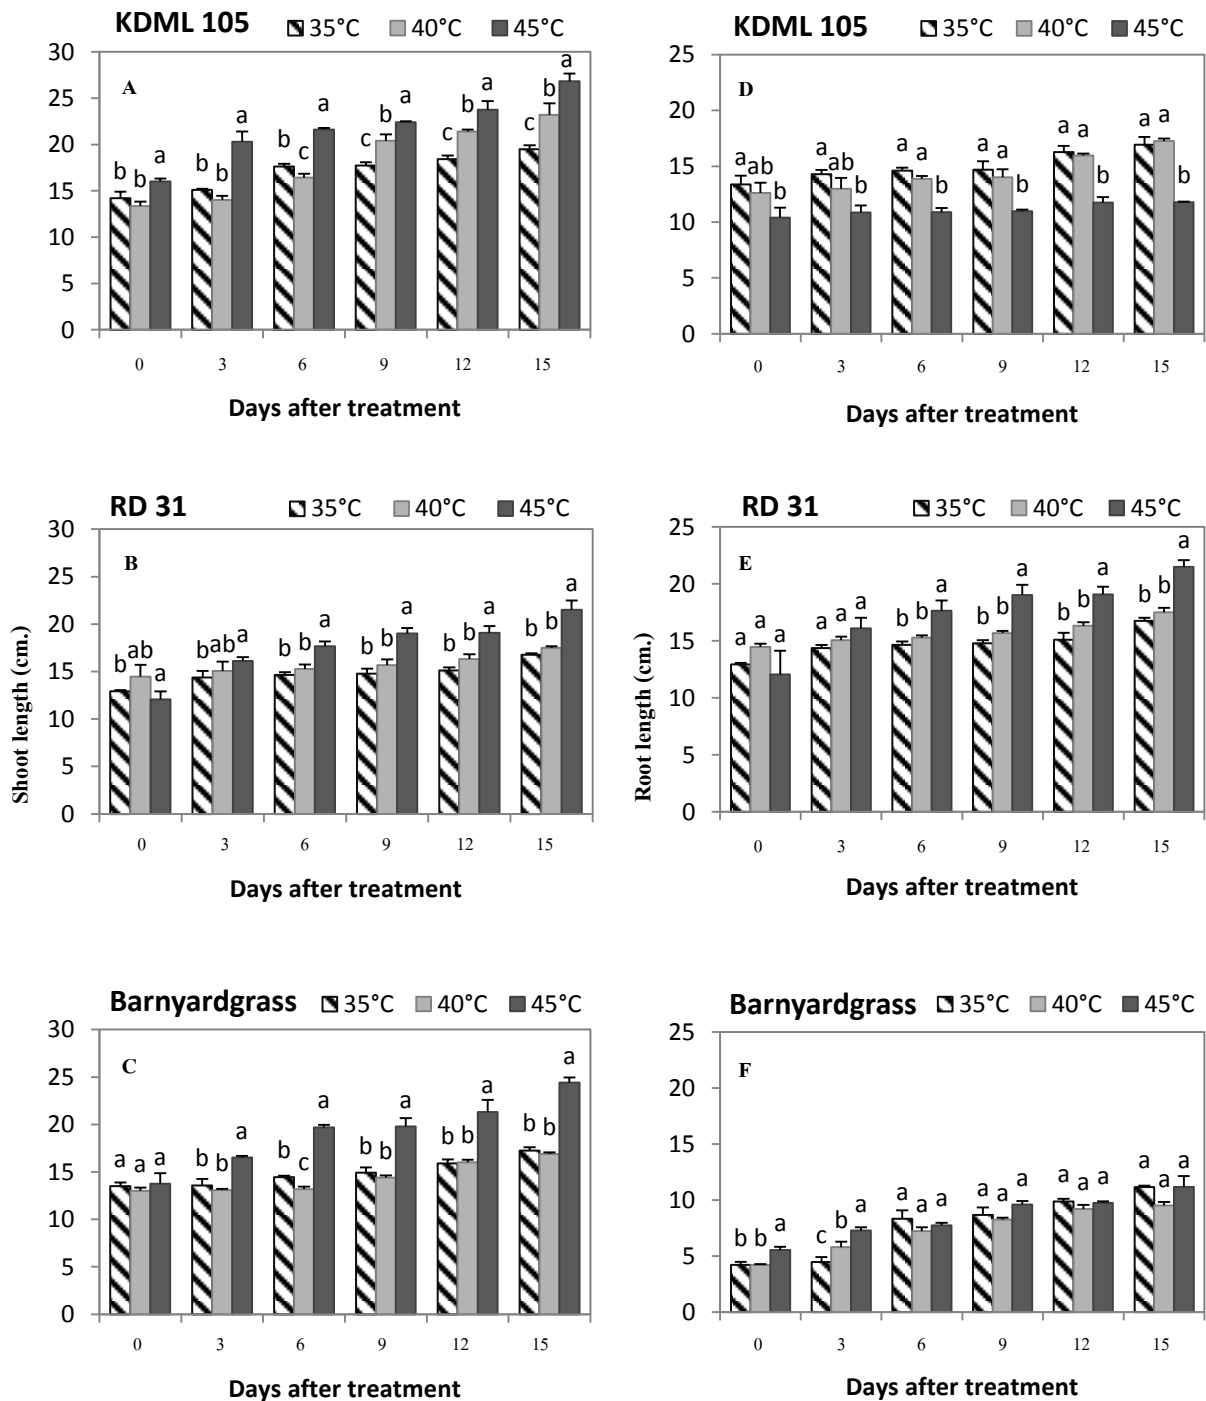 KDML 105 35°C 40°C 45°C
30
25
20
15
10
5
0
A
b b a b b a b c a c b a c b a c b a
0 3 6 9 12 15
Days after treatment
KDML 105 35°C 40°C 45°C
25
20
15
10
5
0
D
a ab b a ab b a a b a a b a a b a a b
0 3 6 9 12 15
Days after treatment
RD 31 35°C 40°C 45°C
Shoot length (cm.)
30
25
20
15
10
5
0
B
b ab a b ab a b b a b b a b b a b b a
0 3 6 9 12 15
Days after treatment
RD 31 35°C 40°C 45°C
Root length (cm.)
25
20
15
10
5
0
E
a a a a a a b b a b b a b b a b b a
0 3 6 9 12 15
Days after treatment
Barnyardgrass 35°C 40°C 45°C
30
25
20
15
10
5
0
C
a a a b b a b c a b b a b b a b b a
0 3 6 9 12 15
Days after treatment
Barnyardgrass 35°C 40°C 45°C
25
20
15
10
5
0
F
b b a c b a a a a a a a a a a a a a
0 3 6 9 12 15
Days after treatment